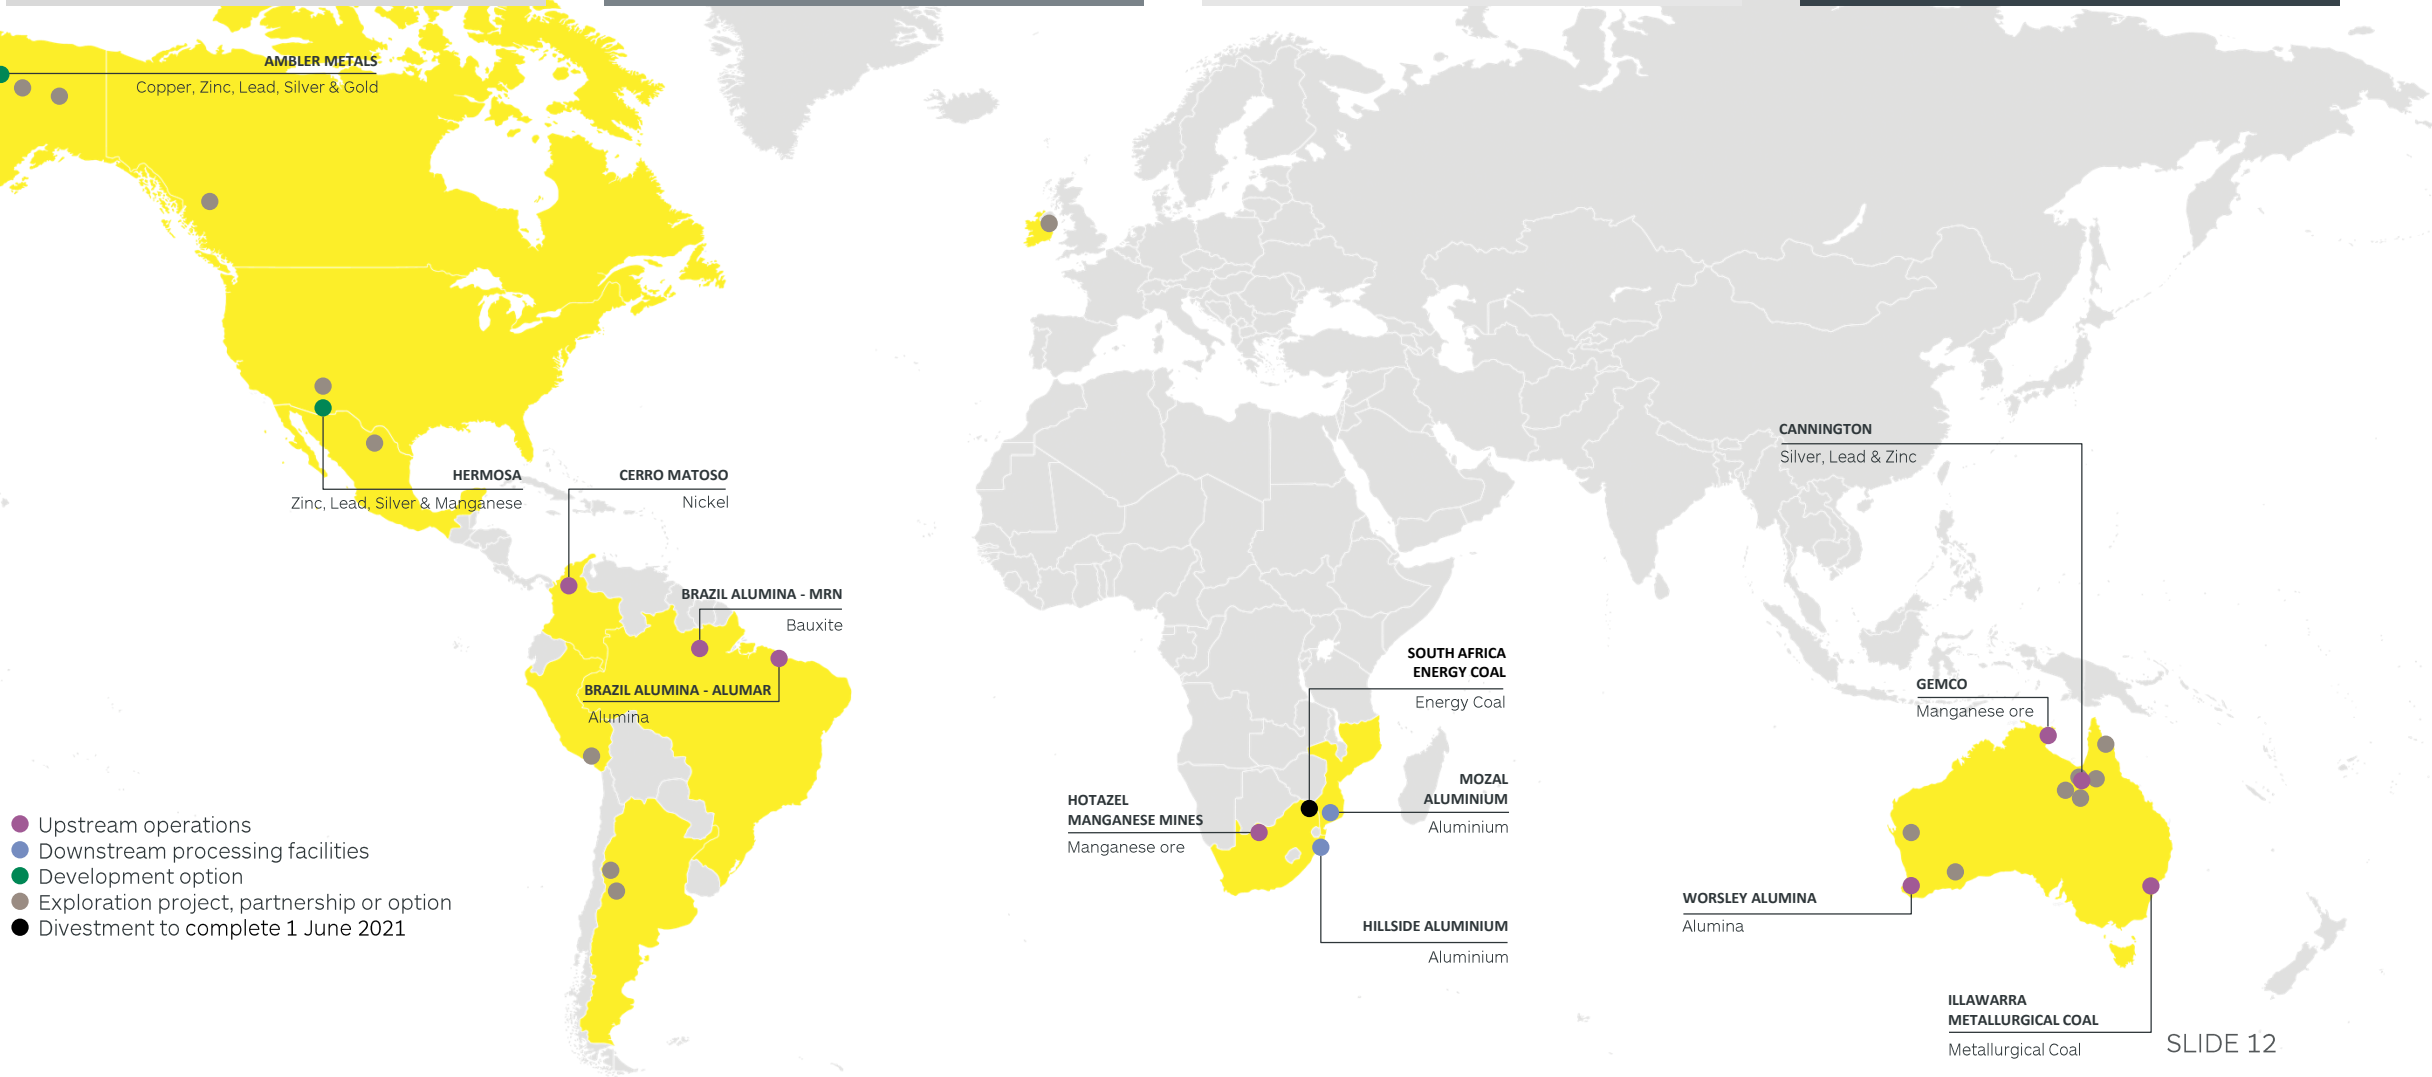 AMBLER METALS
Copper, Zinc, Lead, Silver & Gold
HERMOSA
Zinc, Lead, Silver & Manganese
CERRO MATOSO
Nickel
BRAZIL ALUMINA - MRN
Bauxite
BRAZIL ALUMINA - ALUMAR
Alumina
SOUTH AFRICA
ENERGY COAL
Energy Coal
HOTAZEL
MANGANESE MINES
Manganese ore
MOZAL
ALUMINIUM
Aluminium
HILLSIDE ALUMINIUM
Aluminium
CANNINGTON
Silver, Lead & Zinc
GEMCO
Manganese ore
WORSLEY ALUMINA
Alumina
ILLAWARRA
METALLURGICAL COAL
Metallurgical Coal
Upstream operations
Downstream processing facilities
Development option
Exploration project, partnership or option
Divestment to complete 1 June 2021
SLIDE 12